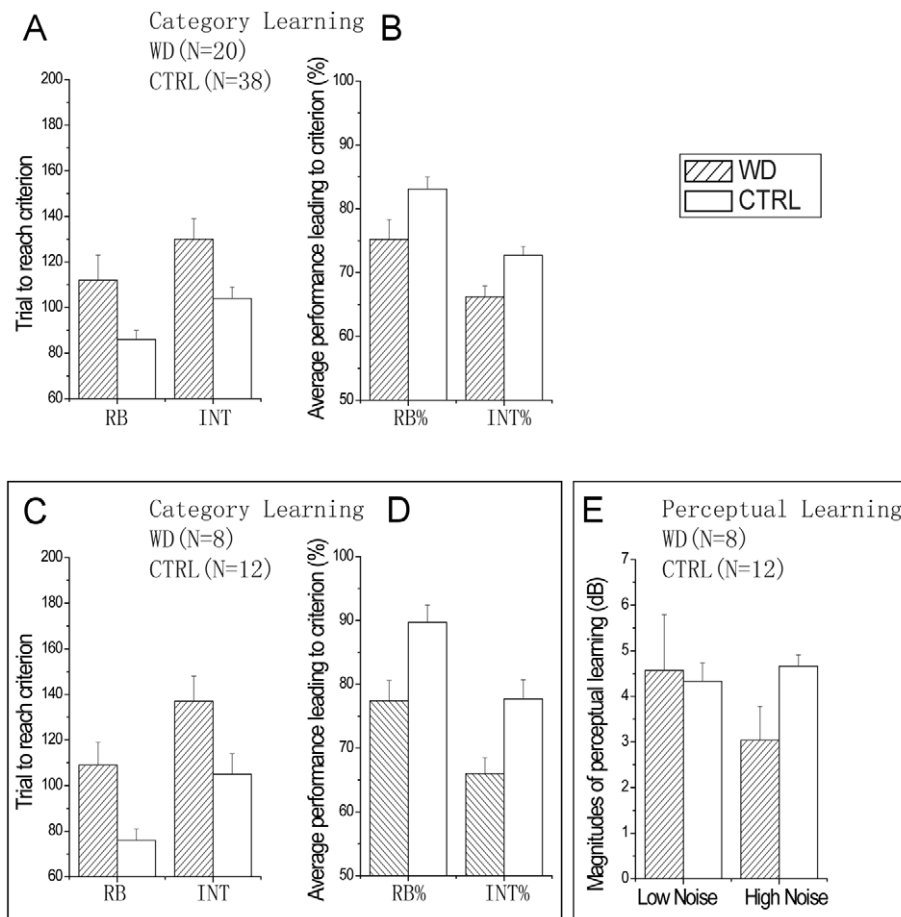 A
Category Learning
WD(N=20)
CTRL(N=38)
Trial to reach criterion
200
180
160
140
120
100
80
60
RB
INT
B
Average performance leading to criterion (%)
100
90
80
70
60
50
RB%
INT%
WD
CTRL
C
Category Learning
WD(N=8)
CTRL(N=12)
Trial to reach criterion
200
180
160
140
120
100
80
60
RB
INT
D
Average performance leading to criterion (%)
100
90
80
70
60
50
RB%
INT%
E
Perceptual Learning
WD(N=8)
CTRL(N=12)
Magnitudes of perceptual learning (dB)
7
6
5
4
3
2
1
0
Low Noise
High Noise